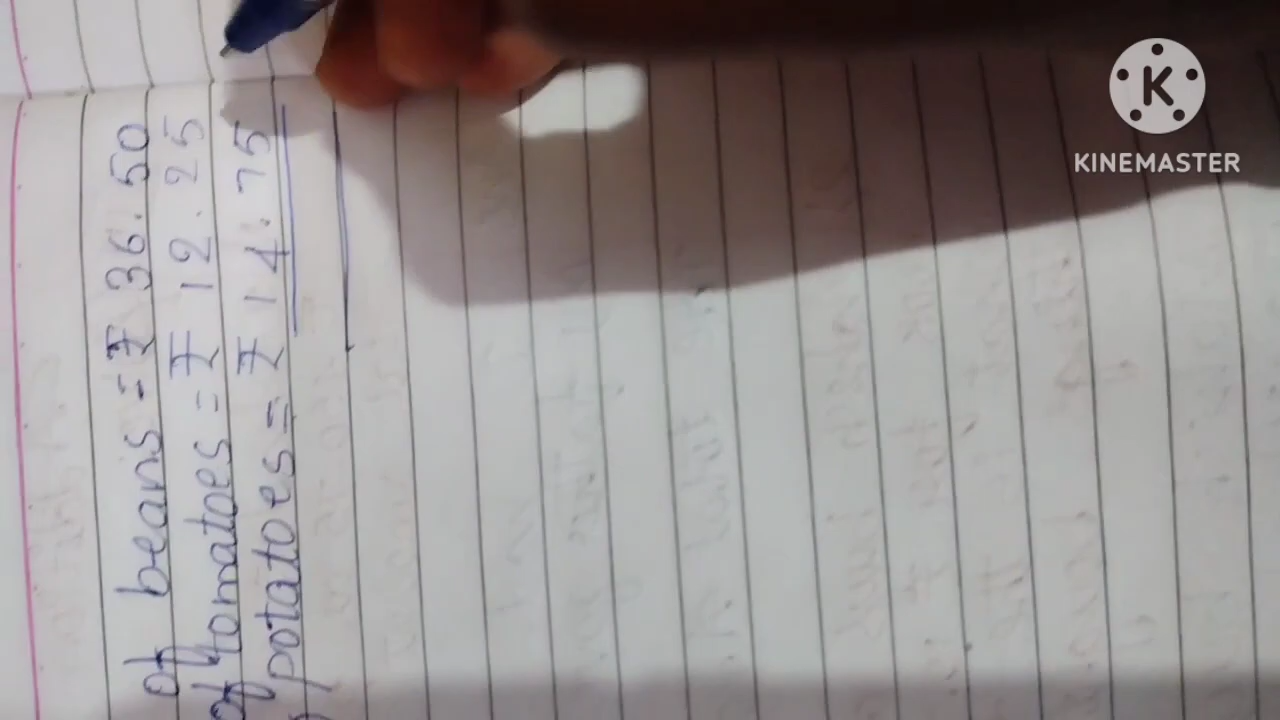 of beans = ₹ 36.50
of tomatoes = ₹ 12.25
potatoes = ₹ 14.75
KINEMASTER